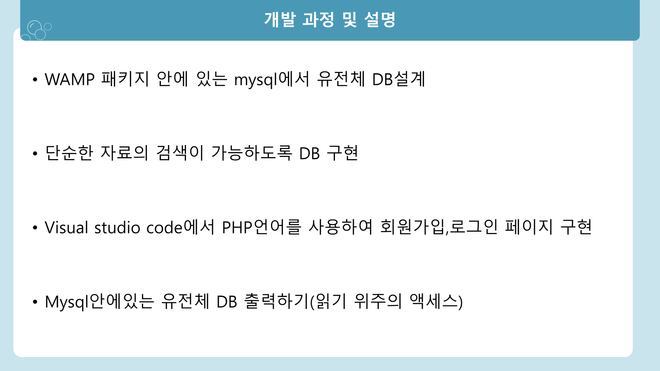 개발 과정 및 설명
• WAMP 패키지 안에 있는 mysql에서 유전체 DB설계
• 단순한 자료의 검색이 가능하도록 DB 구현
• Visual studio code에서 PHP언어를 사용하여 회원가입,로그인 페이지 구현
• Mysql안에있는 유전체 DB 출력하기(읽기 위주의 액세스)